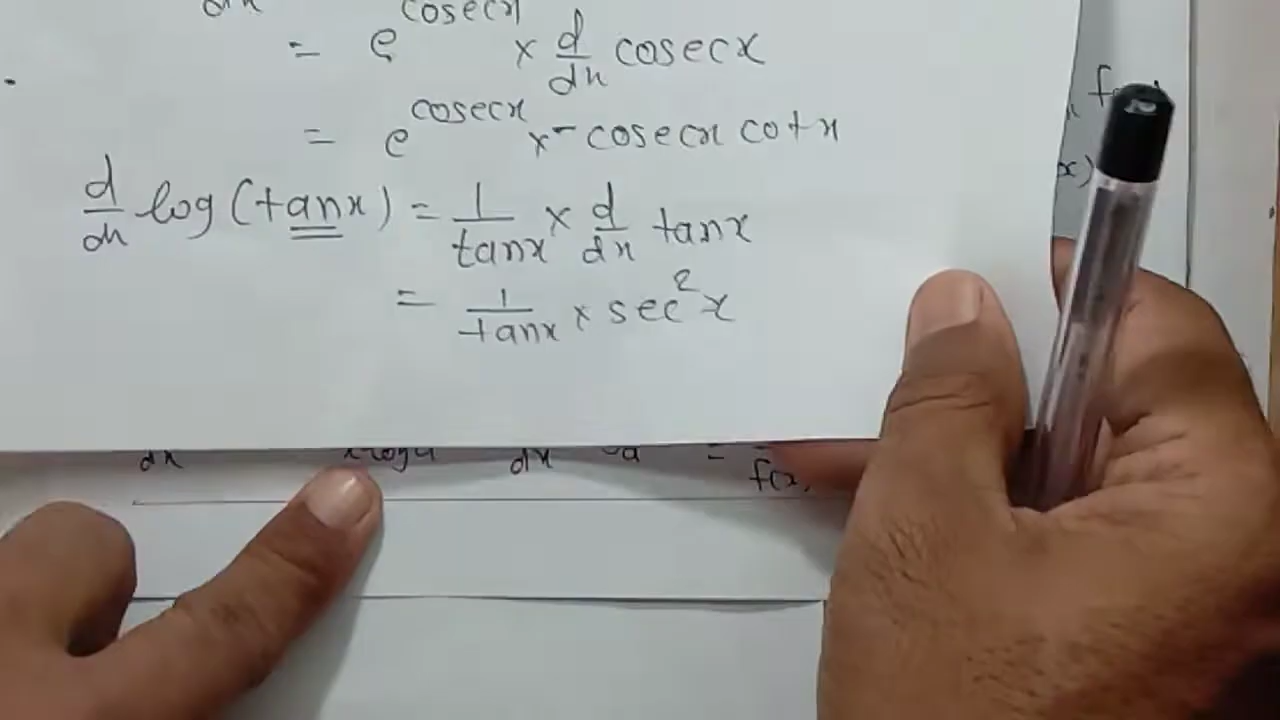 = e^cosecx × d/dx cosecx
= e^cosecx × - cosecx cotx
d/dx log (tanx) = 1/tanx × d/dx tanx
= 1/tanx × sec²x